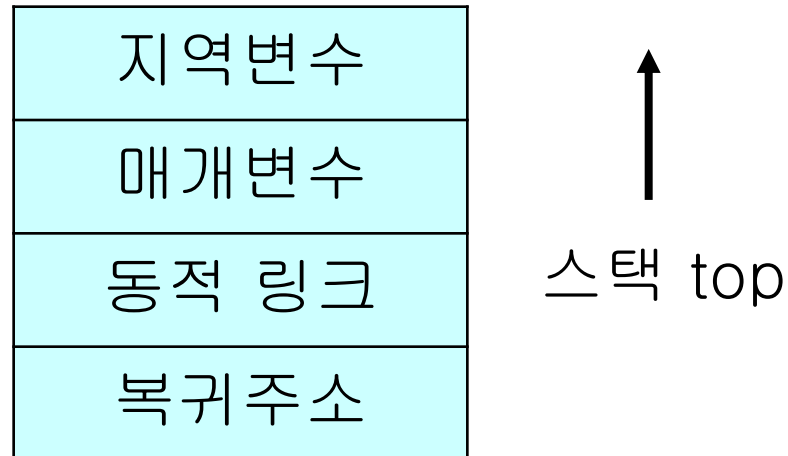 지역변수
매개변수
동적 링크
스택 top
복귀주소